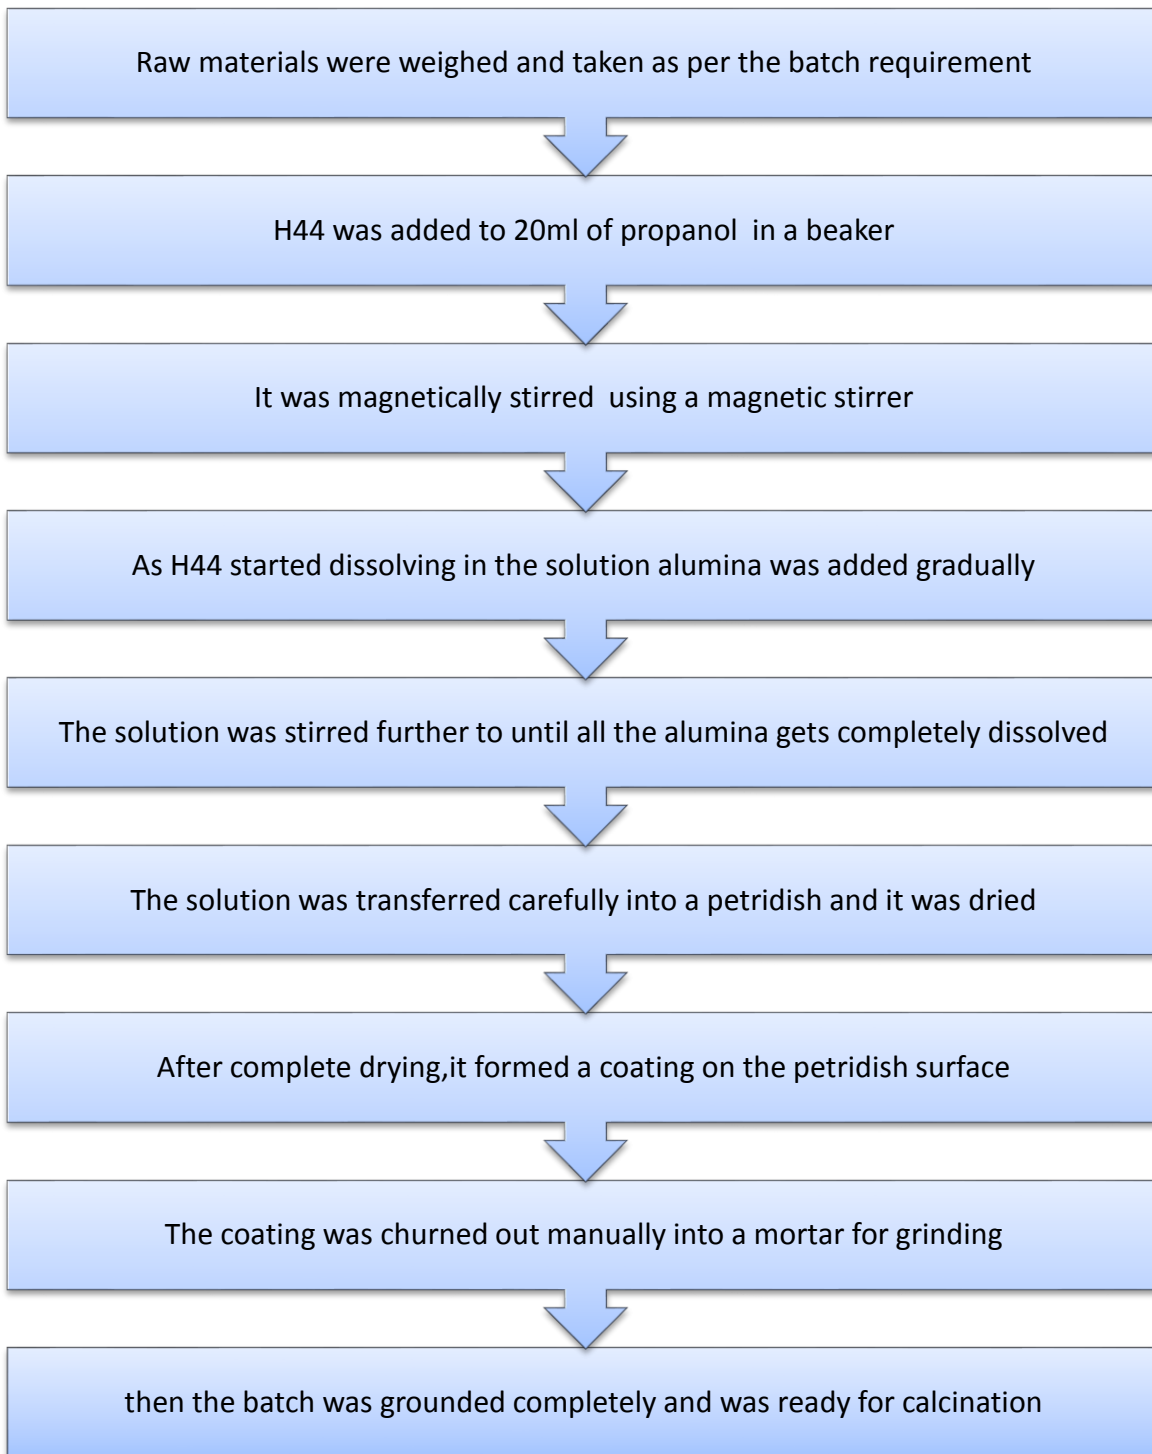 Raw materials were weighed and taken as per the batch requirement
H44 was added to 20ml of propanol in a beaker
It was magnetically stirred using a magnetic stirrer
As H44 started dissolving in the solution alumina was added gradually
The solution was stirred further to until all the alumina gets completely dissolved
The solution was transferred carefully into a petridish and it was dried
After complete drying,it formed a coating on the petridish surface
The coating was churned out manually into a mortar for grinding
then the batch was grounded completely and was ready for calcination